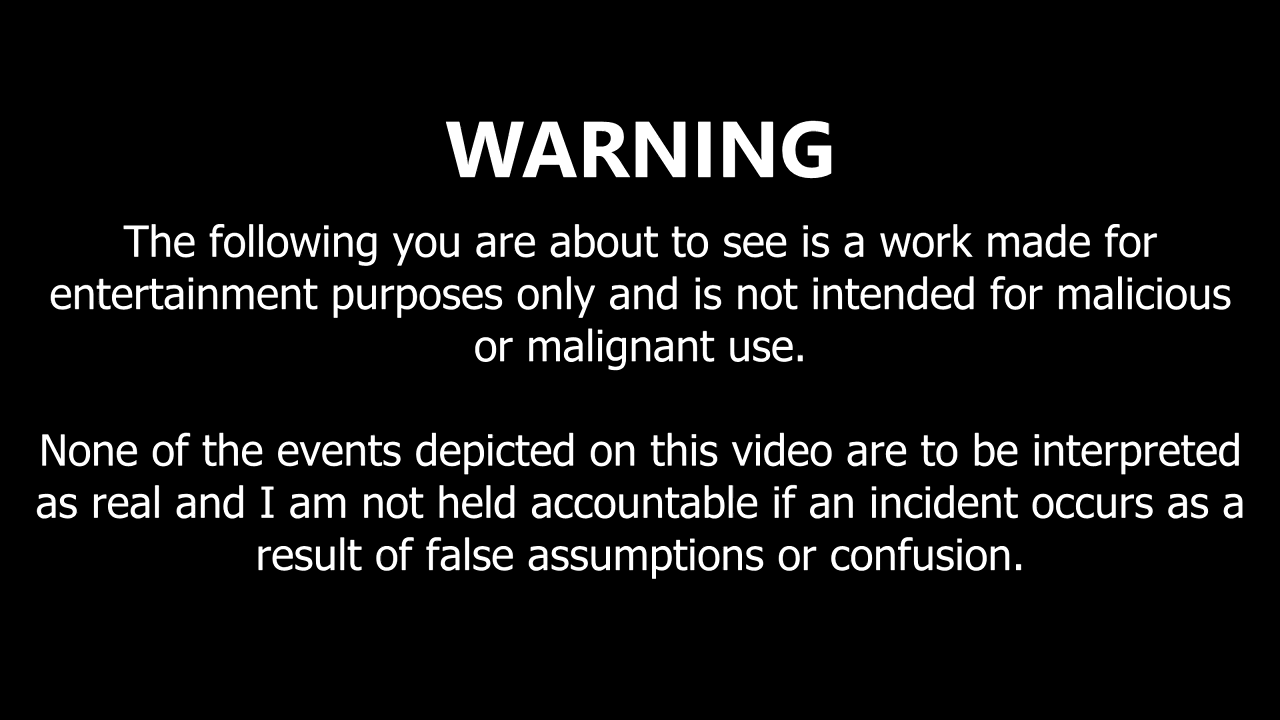 WARNING
The following you are about to see is a work made for
entertainment purposes only and is not intended for malicious
or malignant use.
None of the events depicted on this video are to be interpreted
as real and I am not held accountable if an incident occurs as a
result of false assumptions or confusion.